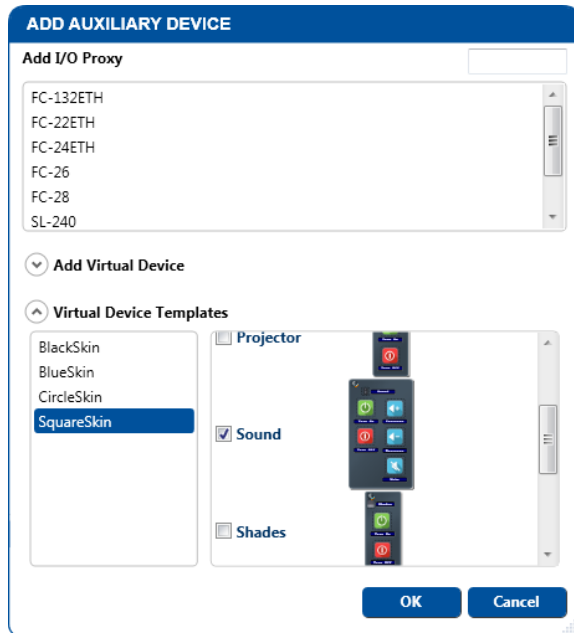 ADD AUXILIARY DEVICE
Add I/O Proxy
FC-132ETH
FC-22ETH
FC-24ETH
FC-26
FC-28
SL-240
Add Virtual Device
Virtual Device Templates
BlackSkin
BlueSkin
CircleSkin
SquareSkin
Projector
Sound
Shades
OK
Cancel